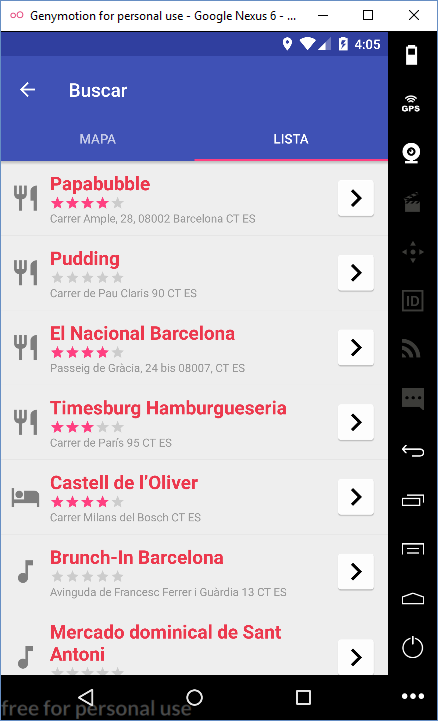 Genymotion for personal use - Google Nexus 6 - ...
4:05
Buscar
MAPA
LISTA
Papabubble
Carrer Ample, 28, 08002 Barcelona CT ES
Pudding
Carrer de Pau Claris 90 CT ES
El Nacional Barcelona
Passeig de Gràcia, 24 bis 08007, CT ES
Timesburg Hamburgueseria
Carrer de París 95 CT ES
Castell de l'Oliver
Carrer Milans del Bosch CT ES
Brunch-In Barcelona
Avinguda de Francesc Ferrer i Guàrdia 13 CT ES
Mercado dominical de Sant
Antoni
free for personal use
GPS
ID